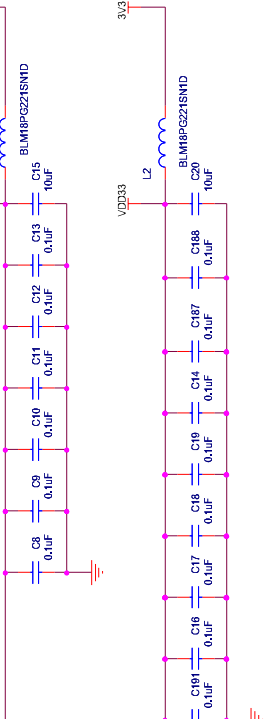 3V3
BLM18PG221SN1D
BLM18PG221SN1D
L2
VDD33
C15
10uF
C13
0.1uF
C12
0.1uF
C11
0.1uF
C10
0.1uF
C9
0.1uF
C8
0.1uF
C20
10uF
C188
0.1uF
C187
0.1uF
C14
0.1uF
C19
0.1uF
C18
0.1uF
C17
0.1uF
C16
0.1uF
C191
0.1uF